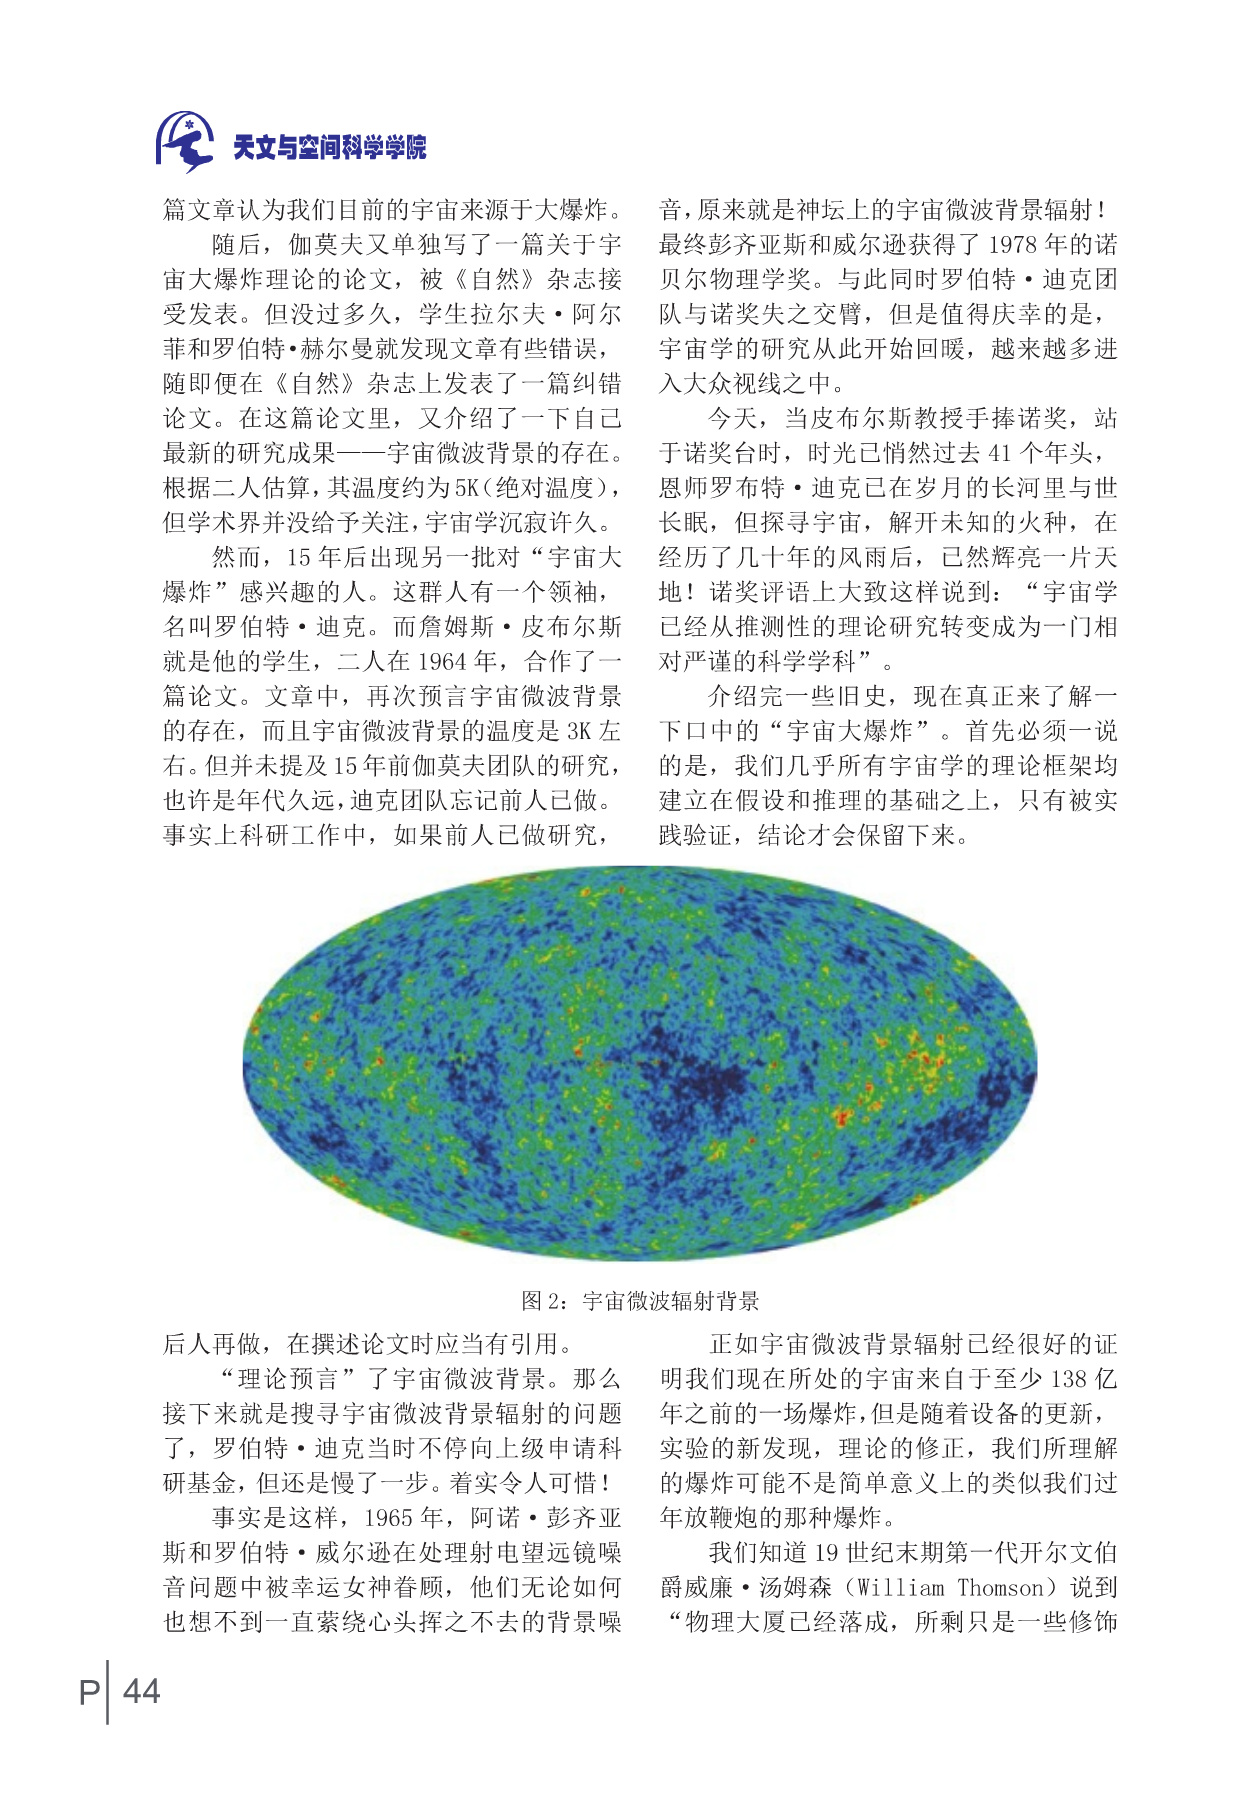 天文与空间科学学院
篇文章认为我们目前的宇宙来源于大爆炸。
随后，伽莫夫又单独写了一篇关于宇
宙大爆炸理论的论文，被《自然》杂志接
受发表。但没过多久，学生拉尔夫·阿尔
菲和罗伯特·赫尔曼就发现文章有些错误，
随即便在《自然》杂志上发表了一篇纠错
论文。在这篇论文里，又介绍了一下自己
最新的研究成果——宇宙微波背景的存在。
根据二人估算，其温度约为5K（绝对温度），
但学术界并没给予关注，宇宙学沉寂许久。
然而，15 年后出现另一批对“宇宙大
爆炸”感兴趣的人。这群人有一个领袖，
名叫罗伯特·迪克。而詹姆斯·皮布尔斯
就是他的学生，二人在 1964 年，合作了一
篇论文。文章中，再次预言宇宙微波背景
的存在，而且宇宙微波背景的温度是 3K 左
右。但并未提及15年前伽莫夫团队的研究，
也许是年代久远，迪克团队忘记前人已做。
事实上科研工作中，如果前人已做研究，
后人再做，在撰述论文时应当有引用。
“理论预言”了宇宙微波背景。那么
接下来就是搜寻宇宙微波背景辐射的问题
了，罗伯特·迪克当时不停向上级申请科
研基金，但还是慢了一步。着实令人可惜！
事实是这样，1965 年，阿诺·彭齐亚
斯和罗伯特·威尔逊在处理射电望远镜噪
音问题中被幸运女神眷顾，他们无论如何
也想不到一直萦绕心头挥之不去的背景噪
音，原来就是神坛上的宇宙微波背景辐射！
最终彭齐亚斯和威尔逊获得了 1978 年的诺
贝尔物理学奖。与此同时罗伯特·迪克团
队与诺奖失之交臂，但是值得庆幸的是，
宇宙学的研究从此开始回暖，越来越多进
入大众视线之中。
今天，当皮布尔斯教授手捧诺奖，站
于诺奖台时，时光已悄然过去 41 个年头，
恩师罗布特·迪克已在岁月的长河里与世
长眠，但探寻宇宙，解开未知的火种，在
经历了几十年的风雨后，已然辉亮一片天
地！诺奖评语上大致这样说到：“宇宙学
已经从推测性的理论研究转变成为一门相
对严谨的科学学科”。
介绍完一些旧史，现在真正来了解一
下口中的“宇宙大爆炸”。首先必须一说
的是，我们几乎所有宇宙学的理论框架均
建立在假设和推理的基础之上，只有被实
践验证，结论才会保留下来。
图 2：宇宙微波辐射背景
正如宇宙微波背景辐射已经很好的证
明我们现在所处的宇宙来自于至少 138 亿
年之前的一场爆炸，但是随着设备的更新，
实验的新发现，理论的修正，我们所理解
的爆炸可能不是简单意义上的类似我们过
年放鞭炮的那种爆炸。
我们知道 19 世纪末期第一代开尔文伯
爵威廉·汤姆森（William Thomson）说到
“物理大厦已经落成，所剩只是一些修饰
P 44